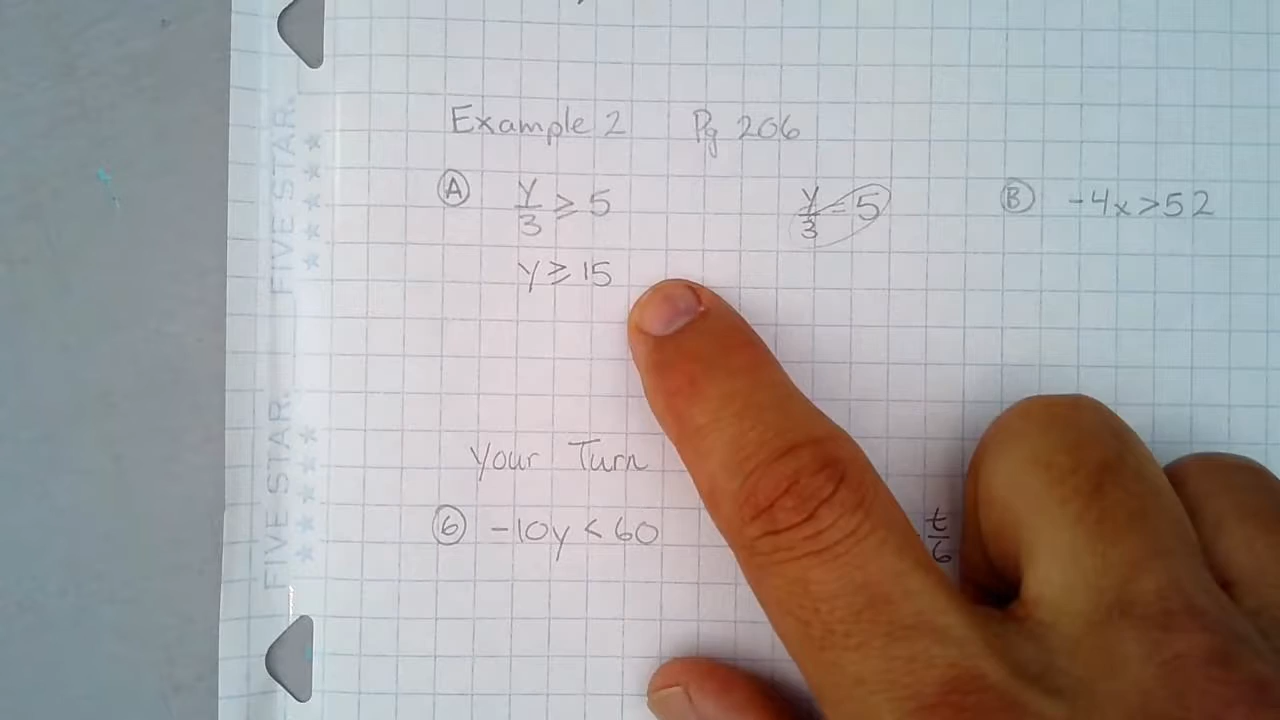 Example 2 Pg 206
Ⓐ y/3 ≥ 5 y/3 = 5 Ⓑ -4x > 52
y ≥ 15
Your Turn
⑥ -10y < 60 t/6
FIVE STAR. ★★★★★
FIVE STAR. ★★★★★